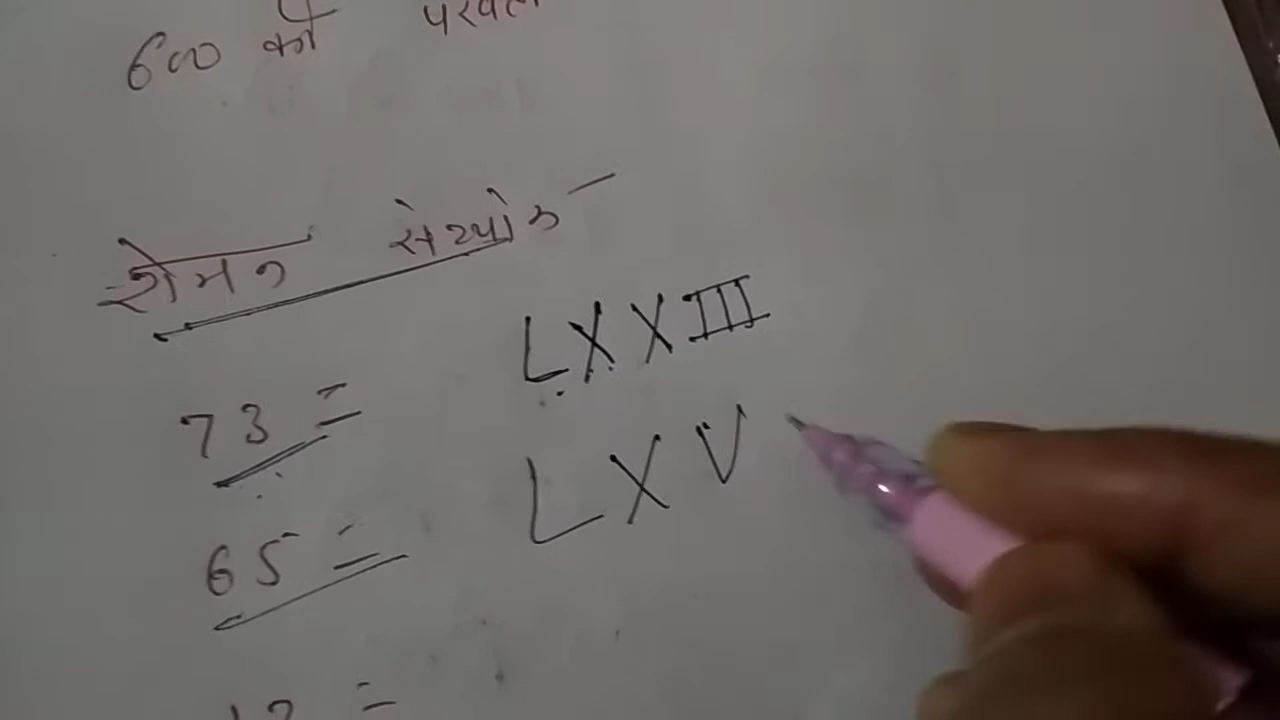 600 को
रोमन संख्यांक -
73 = LXXIII
65 = LXV
=